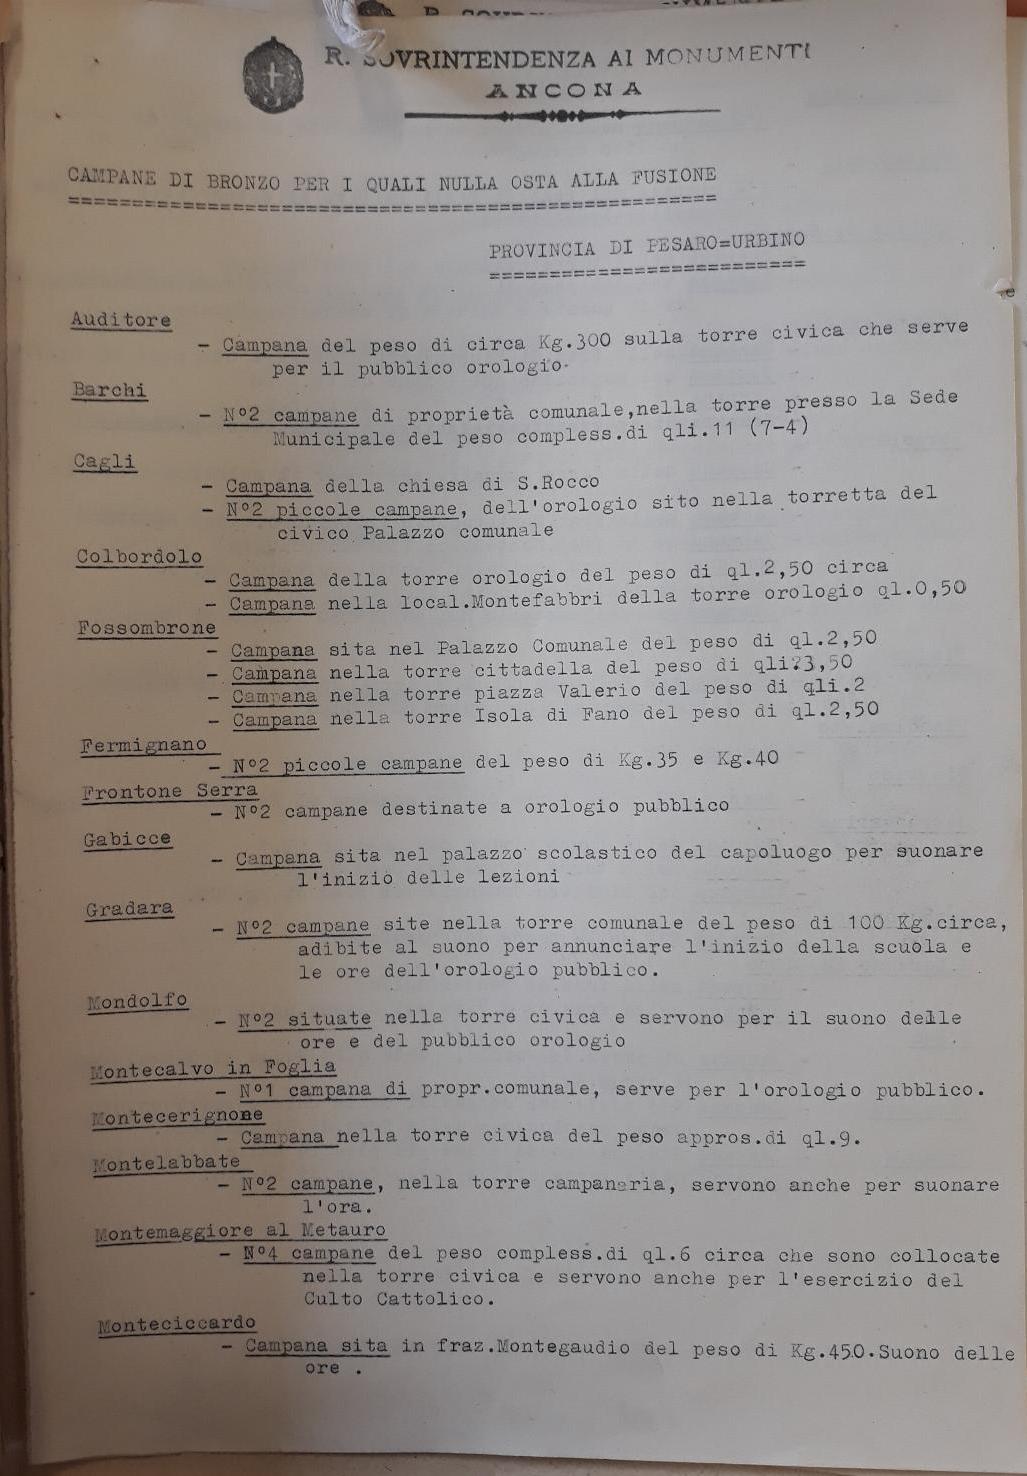 R. SOVRINTENDENZA AI MONUMENTI
ANCONA
CAMPANE DI BRONZO PER I QUALI NULLA OSTA ALLA FUSIONE
=====================================================
PROVINCIA DI PESARO=URBINO
==========================
Auditore
- Campana del peso di circa Kg.300 sulla torre civica che serve
per il pubblico orologio-
Barchi
- N°2 campane di proprietà comunale,nella torre presso la Sede
Municipale del peso compless.di qli.11 (7-4)
Cagli
- Campana della chiesa di S.Rocco
- N°2 piccole campane, dell'orologio sito nella torretta del
civico Palazzo comunale
Colbordolo
- Campana della torre orologio del peso di ql.2,50 circa
- Campana nella local.Montefabbri della torre orologio ql.0,50
Fossombrone
- Campana sita nel Palazzo Comunale del peso di ql.2,50
- Campana nella torre cittadella del peso di qli.3,50
- Campana nella torre piazza Valerio del peso di qli.2
- Campana nella torre Isola di Fano del peso di ql.2,50
Fermignano
- N°2 piccole campane del peso di Kg.35 e Kg.40
Frontone Serra
- N°2 campane destinate a orologio pubblico
Gabicce
- Campana sita nel palazzo scolastico del capoluogo per suonare
l'inizio delle lezioni
Gradara
- N°2 campane site nella torre comunale del peso di 100 Kg.circa,
adibite al suono per annunciare l'inizio della scuola e
le ore dell'orologio pubblico.
Mondolfo
- N°2 situate nella torre civica e servono per il suono delle
ore e del pubblico orologio
Montecalvo in Foglia
- N°1 campana di propr.comunale, serve per l'orologio pubblico.
Montecerignone
- Campana nella torre civica del peso appros.di ql.9.
Montelabbate
- N°2 campane, nella torre campanaria, servono anche per suonare
l'ora.
Montemaggiore al Metauro
- N°4 campane del peso compless.di ql.6 circa che sono collocate
nella torre civica e servono anche per l'esercizio del
Culto Cattolico.
Monteciccardo
- Campana sita in fraz.Montegaudio del peso di Kg.450.Suono delle
ore .